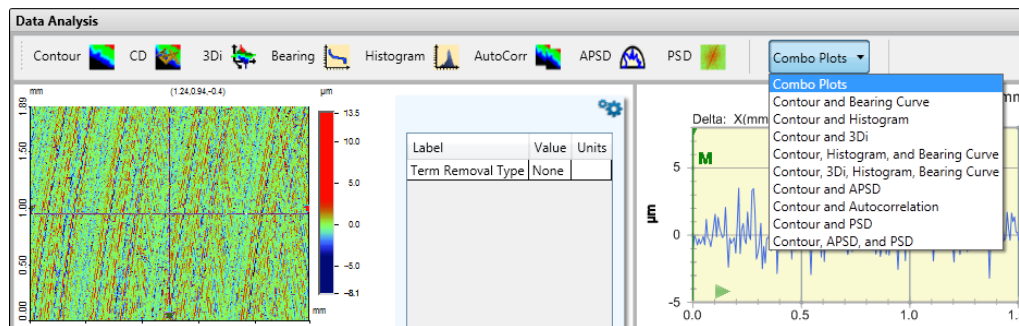 Data Analysis
Contour CD 3Di Bearing Histogram AutoCorr APSD PSD Combo Plots
Combo Plots
Contour and Bearing Curve
Contour and Histogram
Contour and 3Di
Contour, Histogram, and Bearing Curve
Contour, 3Di, Histogram, Bearing Curve
Contour and APSD
Contour and Autocorrelation
Contour and PSD
Contour, APSD, and PSD
mm (1.24,0.94,-0.4) µm
1.89
1.50
1.00
0.50
0.00
13.5
10.0
5.0
0.0
-5.0
-8.1
mm
Label Value Units
Term Removal Type None
Delta: X(mm
M
5
0
-5
µm
0.0 0.5 1.0